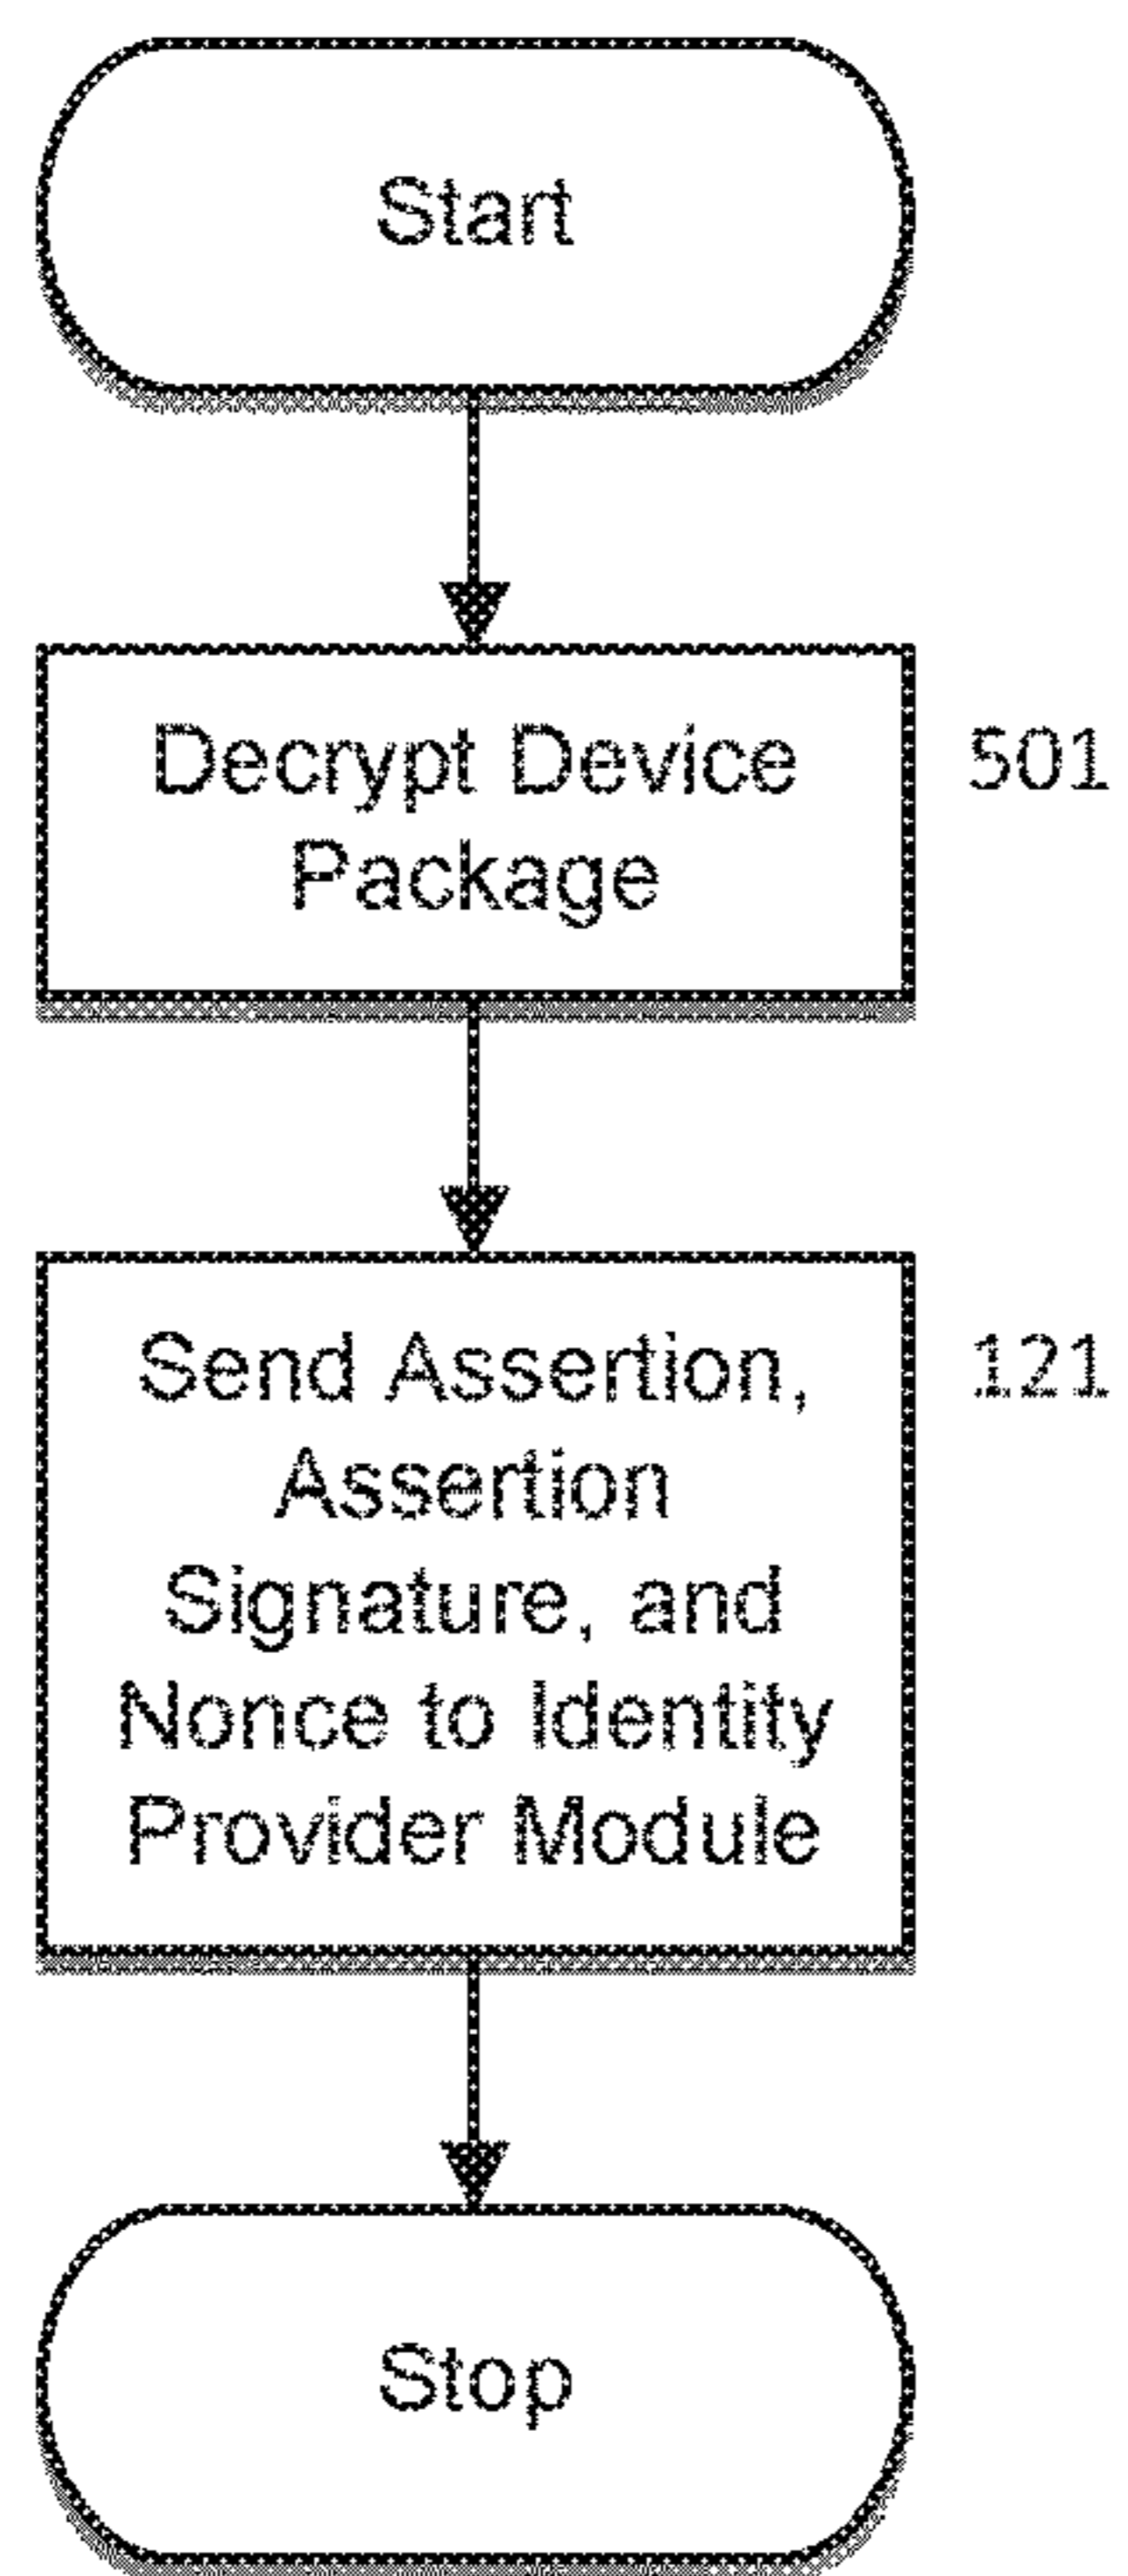 Start
Decrypt Device 501
Package
Send Assertion, 121
Assertion
Signature, and
Nonce to Identity
Provider Module
Stop